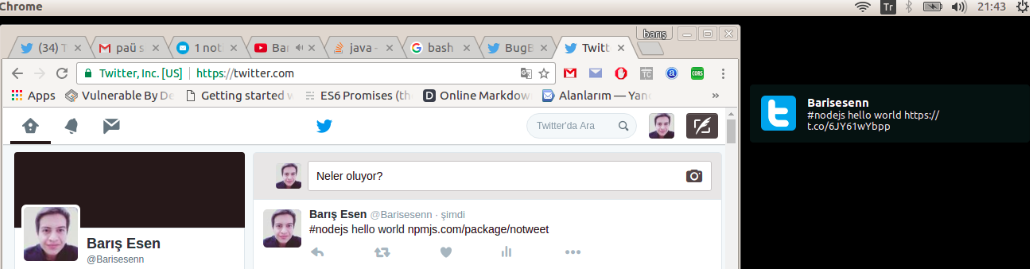 Chrome
Tr
21:43
barış
(34) T
paü s
1 not
Bar
java -
bash
BugB
Twitt
Twitter, Inc. [US]
https://twitter.com
TC
Apps
Vulnerable By De
Getting started w
ES6 Promises (th
Online Markdow
Alanlarım — Yan
»
Twitter'da Ara
Neler oluyor?
Barış Esen @Barisesenn · şimdi
#nodejs hello world npmjs.com/package/notweet
Barış Esen
@Barisesenn
Barisesenn
#nodejs hello world https://
t.co/6JY61wYbpp